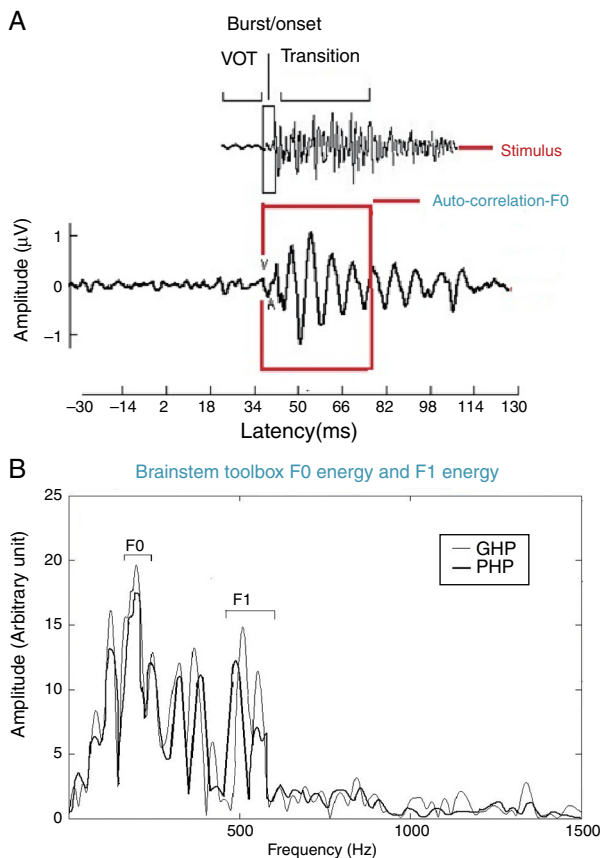 A
Burst/onset
VOT
Transition
Stimulus
Auto-correlation-F0
Amplitude (μV)
1
0
−1
V
A
−30 −14 2 18 34 50 66 82 98 114 130
Latency(ms)
B
Brainstem toolbox F0 energy and F1 energy
Amplitude (Arbitrary unit)
25
20
15
10
5
0
F0
F1
GHP
PHP
500 1000 1500
Frequency (Hz)